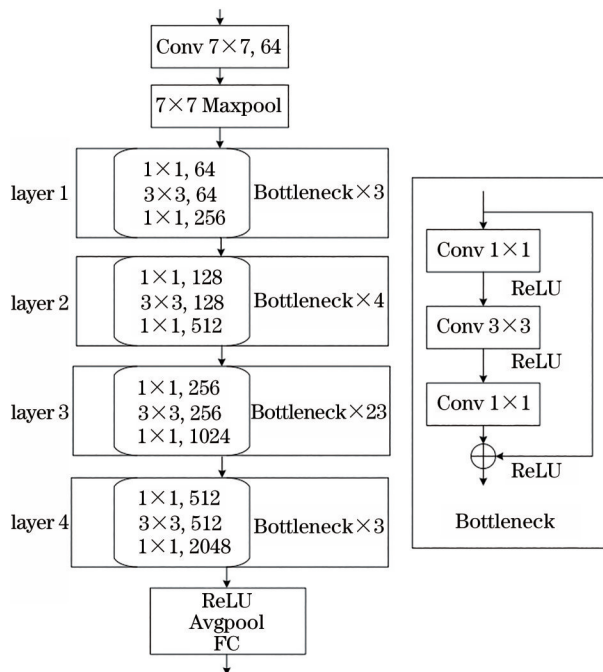 Conv 7×7, 64
7×7 Maxpool
layer 1
1×1, 64
3×3, 64
1×1, 256
Bottleneck×3
layer 2
1×1, 128
3×3, 128
1×1, 512
Bottleneck×4
layer 3
1×1, 256
3×3, 256
1×1, 1024
Bottleneck×23
layer 4
1×1, 512
3×3, 512
1×1, 2048
Bottleneck×3
ReLU
Avgpool
FC
Conv 1×1
ReLU
Conv 3×3
ReLU
Conv 1×1
ReLU
Bottleneck